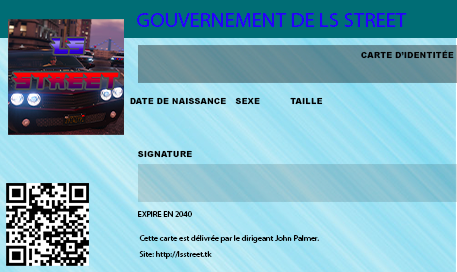 GOUVERNEMENT DE LS STREET
LS
STREET
CARTE D'IDENTITÉE
DATE DE NAISSANCE SEXE TAILLE
SIGNATURE
EXPIRE EN 2040
Cette carte est délivrée par le dirigeant John Palmer.
Site: http://lsstreet.tk